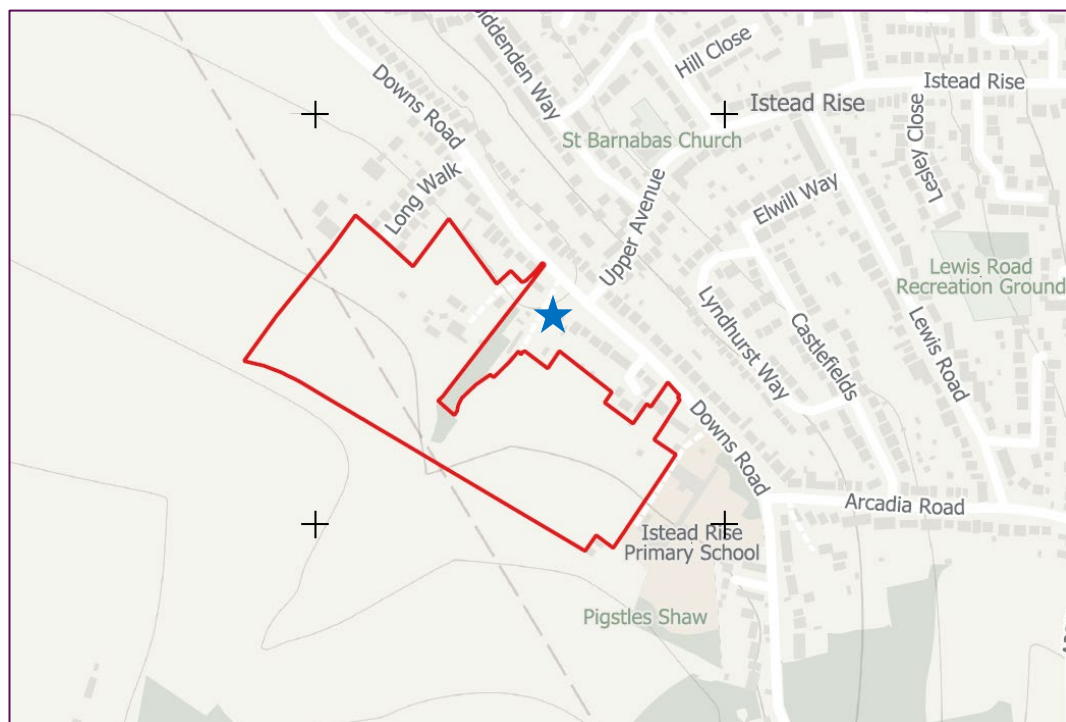 Downs Road
Hill Close
Istead Rise
Istead Rise
St Barnabas Church
Long Walk
Upper Avenue
Elwill Way
Lesley Close
Lewis Road
Recreation Ground
Lyndhurst Way
Castlefields
Lewis Road
Downs Road
Arcadia Road
Istead Rise
Primary School
Pigstles Shaw